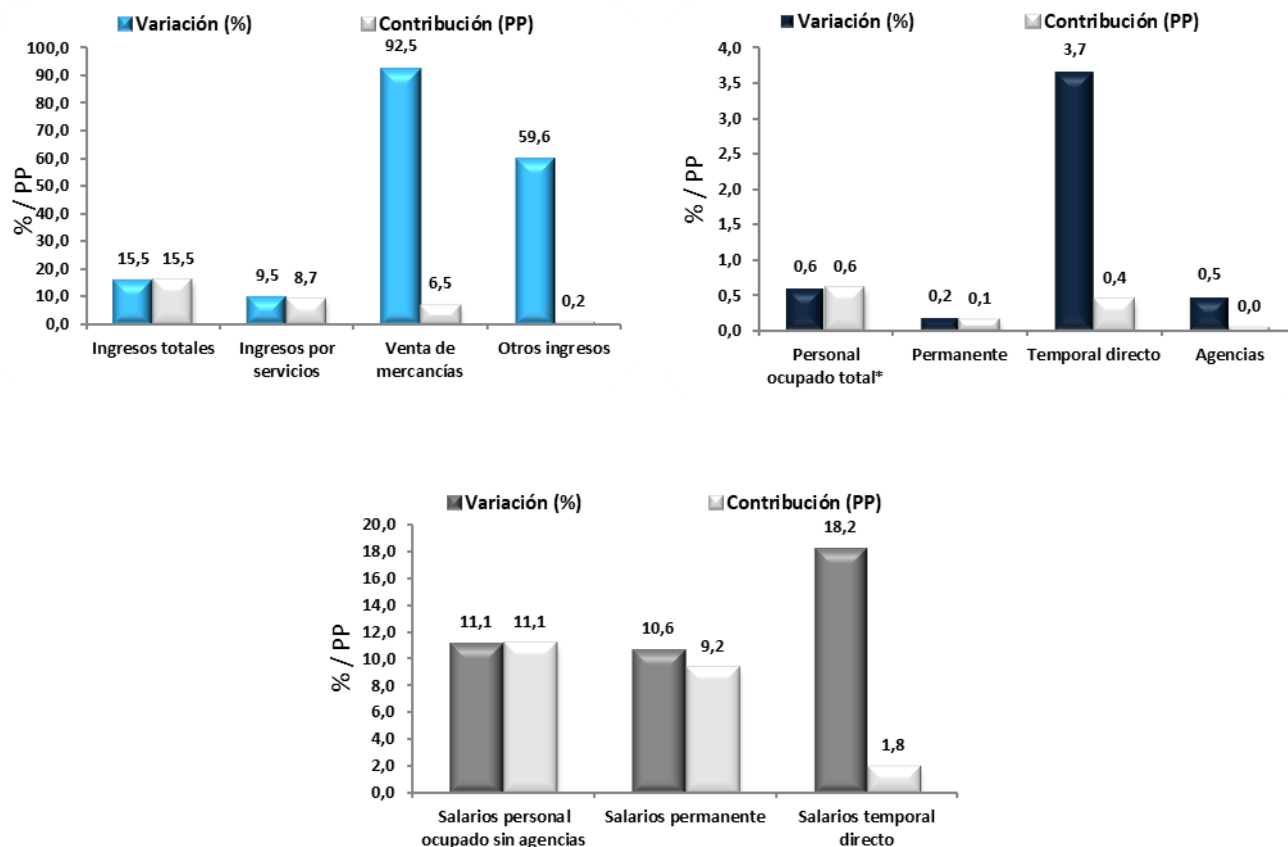 Variación (%)
Contribución (PP)
100,0
90,0
80,0
70,0
60,0
50,0
40,0
30,0
20,0
10,0
0,0
% / PP
15,5
15,5
9,5
8,7
92,5
6,5
59,6
0,2
Ingresos totales
Ingresos por
servicios
Venta de
mercancías
Otros ingresos
Variación (%)
Contribución (PP)
4,0
3,5
3,0
2,5
2,0
1,5
1,0
0,5
0,0
% / PP
0,6
0,6
0,2
0,1
3,7
0,4
0,5
0,0
Personal
ocupado total*
Permanente
Temporal directo
Agencias
Variación (%)
Contribución (PP)
20,0
18,0
16,0
14,0
12,0
10,0
8,0
6,0
4,0
2,0
0,0
% / PP
11,1
11,1
10,6
9,2
18,2
1,8
Salarios personal
ocupado sin agencias
Salarios permanente
Salarios temporal
directo